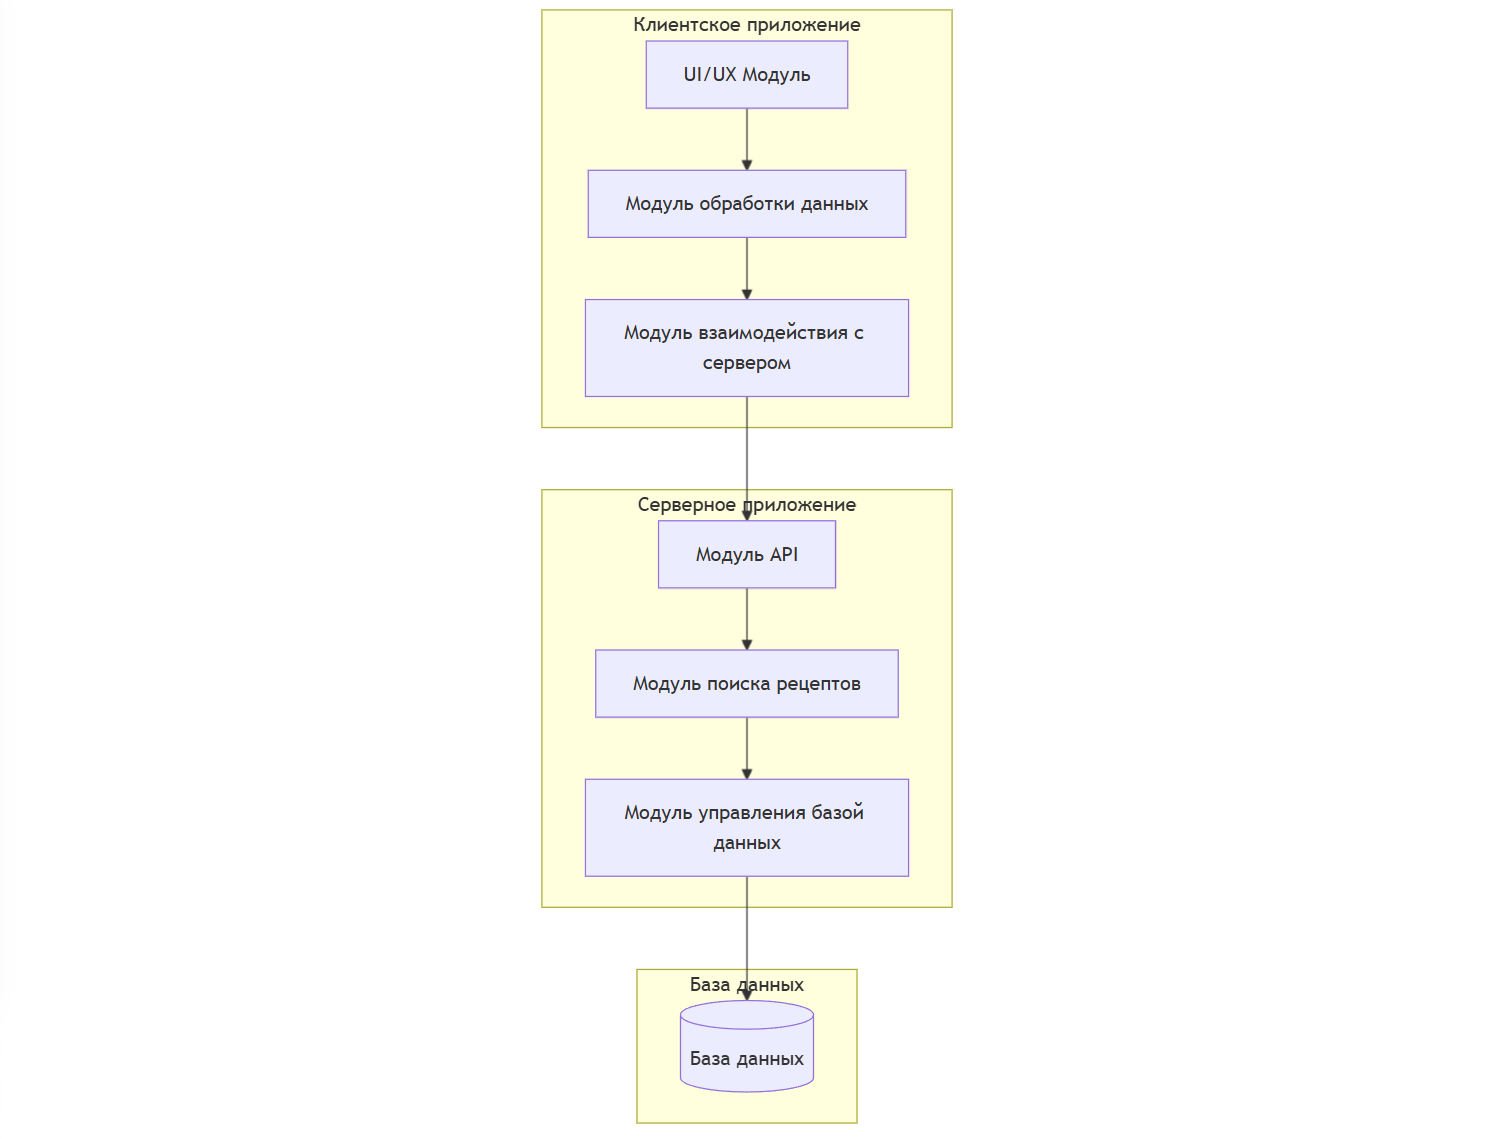 Клиентское приложение
UI/UX Модуль
Модуль обработки данных
Модуль взаимодействия с
сервером
Серверное приложение
Модуль API
Модуль поиска рецептов
Модуль управления базой
данных
База данных
База данных